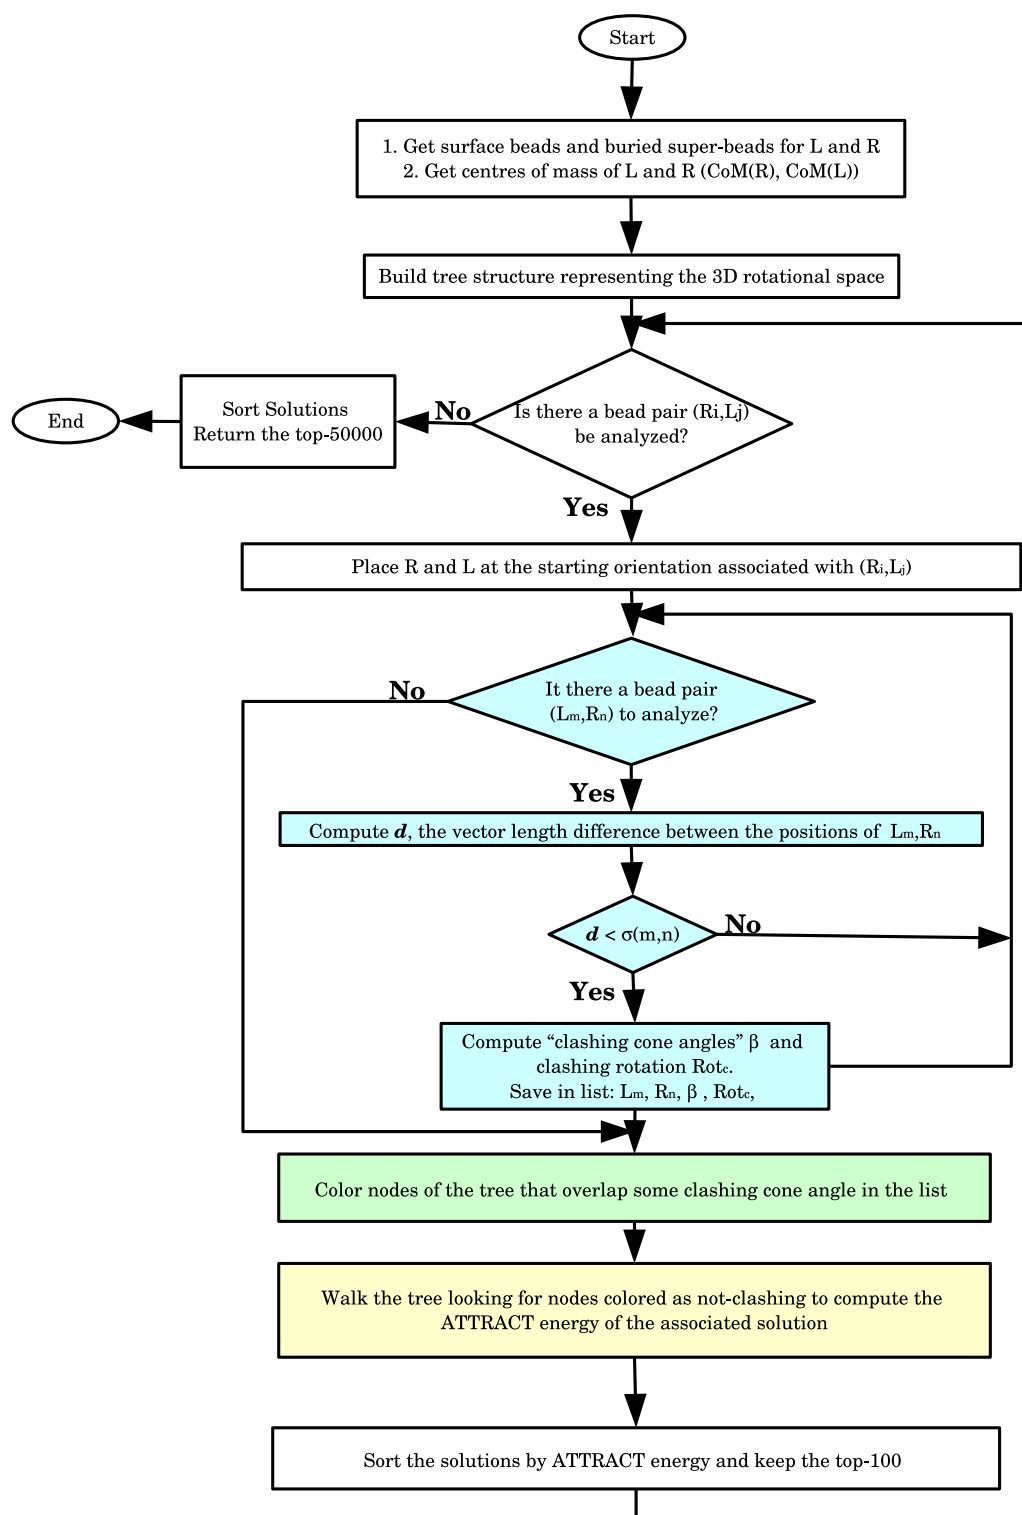 Start
1. Get surface beads and buried super-beads for L and R
2. Get centres of mass of L and R (CoM(R), CoM(L))
Build tree structure representing the 3D rotational space
Is there a bead pair (Ri,Lj)
be analyzed?
No
Sort Solutions
Return the top-50000
End
Yes
Place R and L at the starting orientation associated with (Ri,Lj)
It there a bead pair
(Lm,Rn) to analyze?
No
Yes
Compute d, the vector length difference between the positions of Lm,Rn
d < σ(m,n)
No
Yes
Compute “clashing cone angles” β and
clashing rotation Rotc.
Save in list: Lm, Rn, β , Rotc,
Color nodes of the tree that overlap some clashing cone angle in the list
Walk the tree looking for nodes colored as not-clashing to compute the
ATTRACT energy of the associated solution
Sort the solutions by ATTRACT energy and keep the top-100